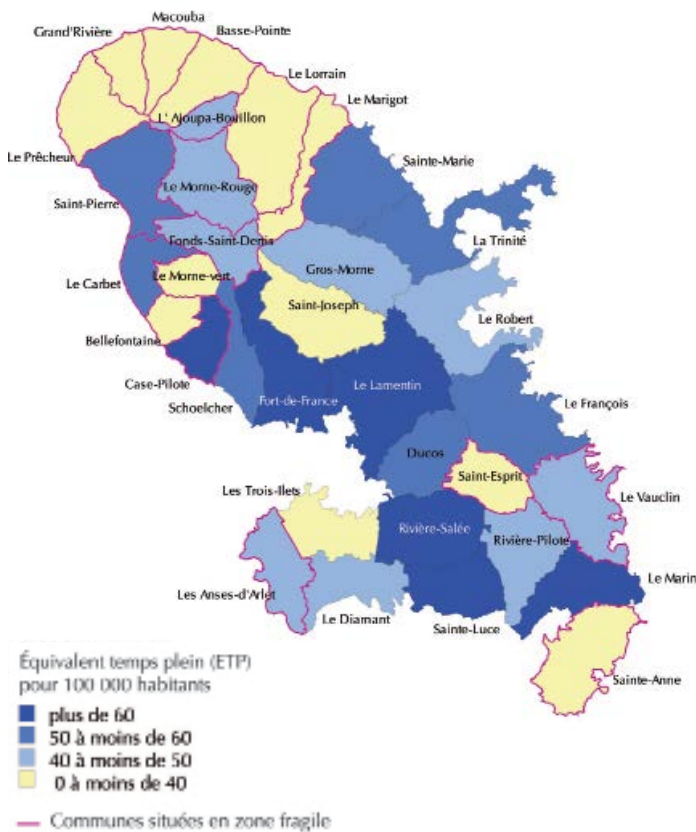 Macouba
Grand'Rivière
Basse-Pointe
Le Lorrain
Le Marigot
L' Ajoupa-Bouillon
Le Prêcheur
Sainte-Marie
Le Morne-Rouge
Saint-Pierre
La Trinité
Fonds-Saint-Denis
Gros-Morne
Le Morne-vert
Le Carbet
Saint-Joseph
Le Robert
Bellefontaine
Case-Pilote
Le Lamentin
Fort-de-France
Schoelcher
Le François
Ducos
Saint-Esprit
Les Trois-Ilets
Le Vauclin
Rivière-Salée
Rivière-Pilote
Le Marin
Les Anses-d'Arlet
Le Diamant
Sainte-Luce
Sainte-Anne
Équivalent temps plein (ETP)
pour 100 000 habitants
plus de 60
50 à moins de 60
40 à moins de 50
0 à moins de 40
Communes situées en zone fragile